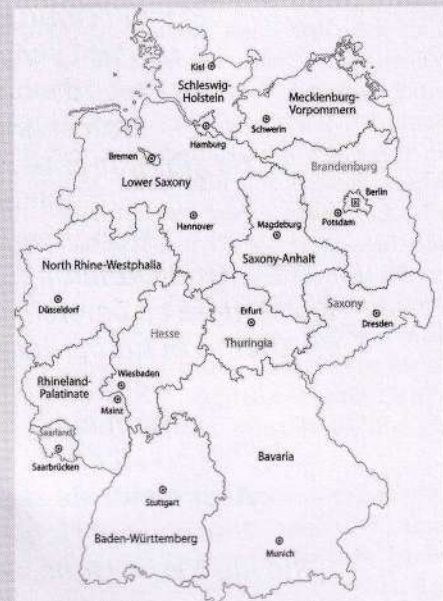 Kisl
Schleswig-
Holstein
Mecklenburg-
Vorpommern
Schwerin
Hamburg
Bremen
Lower Saxony
Brandenburg
Berlin
Potsdam
Hannover
Magdeburg
Saxony-Anhalt
North Rhine-Westphalia
Düsseldorf
Hesse
Erfurt
Thuringia
Saxony
Dresden
Wiesbaden
Rhineland-
Palatinate
Mainz
Saarland
Saarbrücken
Bavaria
Stuttgart
Baden-Württemberg
Munich